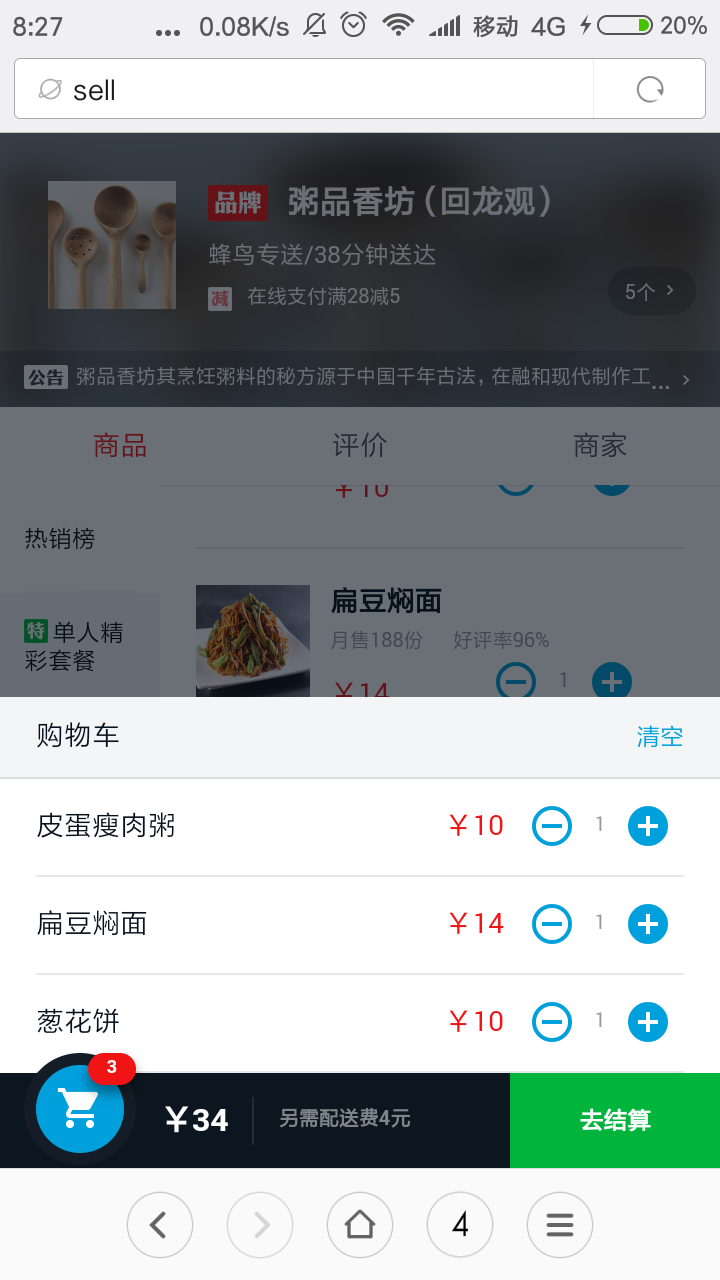 8:27 ... 0.08K/s 移动 4G 20%
sell
品牌 粥品香坊（回龙观）
蜂鸟专送/38分钟送达
减 在线支付满28减5
5个
公告 粥品香坊其烹饪粥料的秘方源于中国千年古法，在融和现代制作工...
商品 评价 商家
￥10
热销榜
扁豆焖面
月售188份 好评率96%
￥14 1
特 单人精
彩套餐
购物车 清空
皮蛋瘦肉粥 ￥10 1
扁豆焖面 ￥14 1
葱花饼 ￥10 1
3
￥34 另需配送费4元 去结算
4